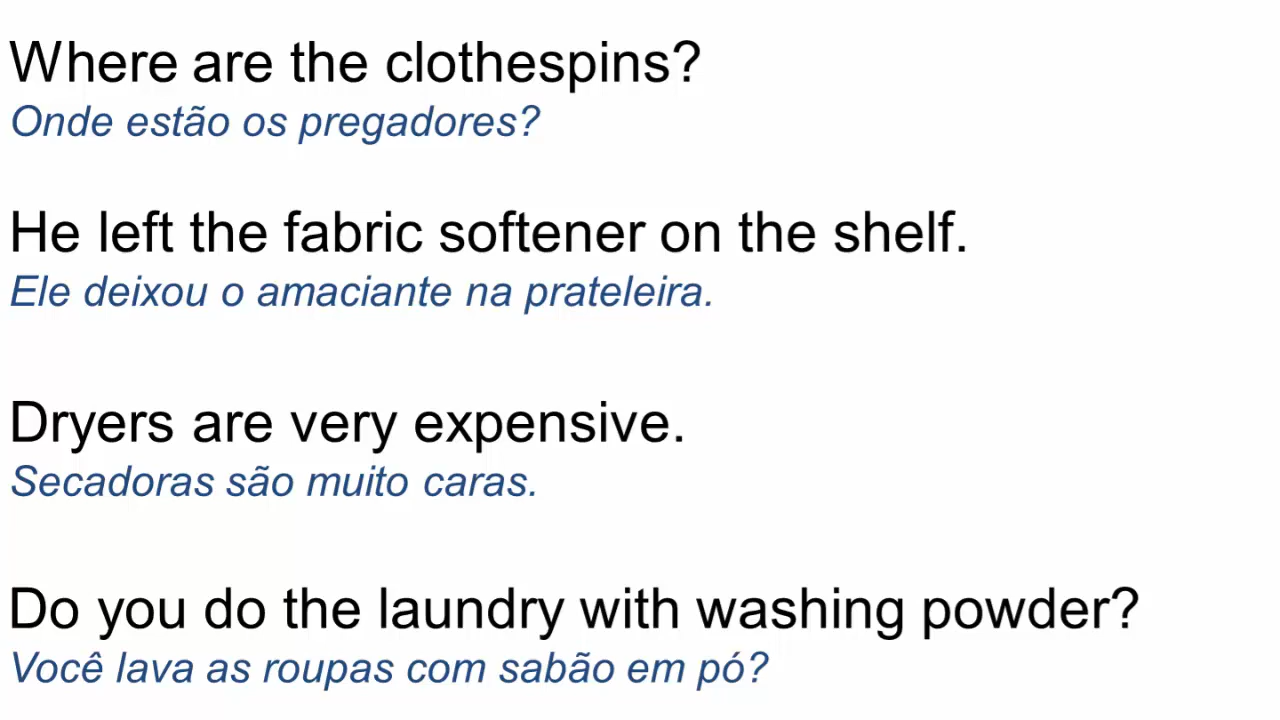 Where are the clothespins?
Onde estão os pregadores?
He left the fabric softener on the shelf.
Ele deixou o amaciante na prateleira.
Dryers are very expensive.
Secadoras são muito caras.
Do you do the laundry with washing powder?
Você lava as roupas com sabão em pó?